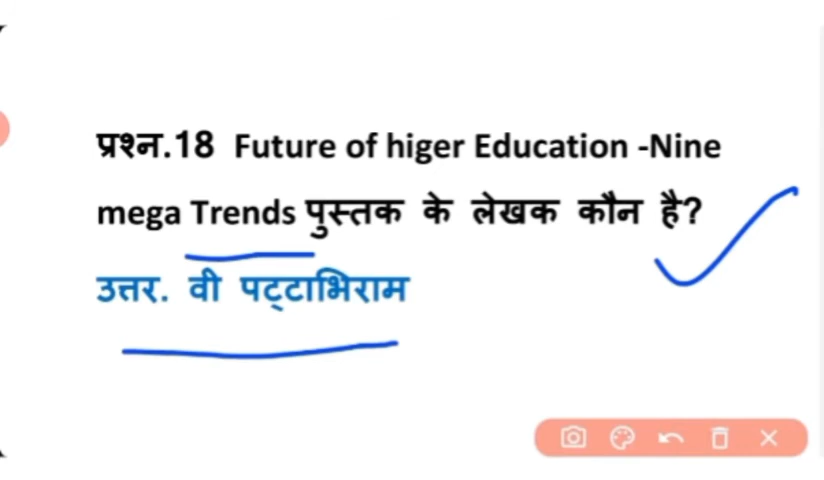 प्रश्न.18 Future of higer Education -Nine
mega Trends पुस्तक के लेखक कौन है?
उत्तर. वी पट्टाभिराम